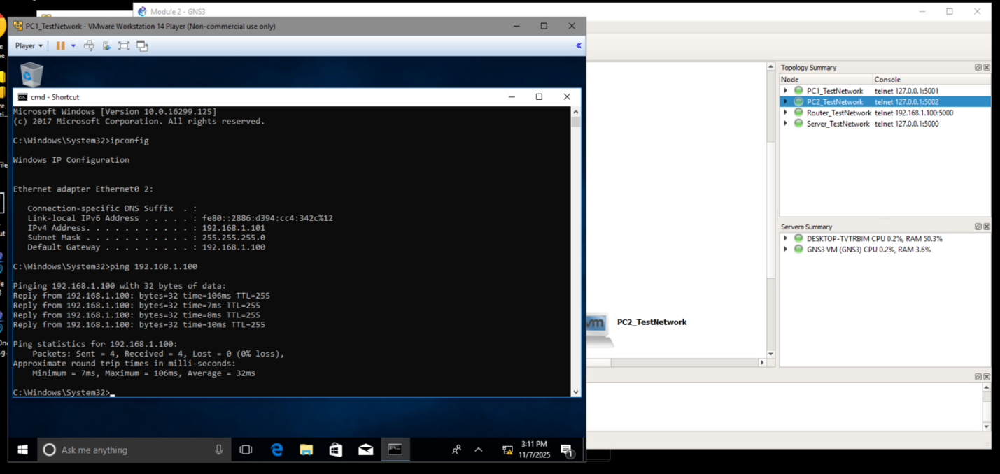 Module 2 - GNS3
PC1_TestNetwork - VMware Workstation 14 Player (Non-commercial use only)
Player
cmd - Shortcut
Microsoft Windows [Version 10.0.16299.125]
(c) 2017 Microsoft Corporation. All rights reserved.
C:\Windows\System32>ipconfig
Windows IP Configuration
Ethernet adapter Ethernet0 2:
Connection-specific DNS Suffix  . :
Link-local IPv6 Address . . . . . : fe80::2886:d394:cc4:342c%12
IPv4 Address. . . . . . . . . . . : 192.168.1.101
Subnet Mask . . . . . . . . . . . : 255.255.255.0
Default Gateway . . . . . . . . . : 192.168.1.100
C:\Windows\System32>ping 192.168.1.100
Pinging 192.168.1.100 with 32 bytes of data:
Reply from 192.168.1.100: bytes=32 time=106ms TTL=255
Reply from 192.168.1.100: bytes=32 time=7ms TTL=255
Reply from 192.168.1.100: bytes=32 time=8ms TTL=255
Reply from 192.168.1.100: bytes=32 time=10ms TTL=255
Ping statistics for 192.168.1.100:
Packets: Sent = 4, Received = 4, Lost = 0 (0% loss),
Approximate round trip times in milli-seconds:
Minimum = 7ms, Maximum = 106ms, Average = 32ms
C:\Windows\System32>
Ask me anything
3:11 PM
11/7/2025
1
vm
PC2_TestNetwork
Topology Summary
Node Console
PC1_TestNetwork telnet 127.0.0.1:5001
PC2_TestNetwork telnet 127.0.0.1:5002
Router_TestNetwork telnet 192.168.1.100:5000
Server_TestNetwork telnet 127.0.0.1:5000
Servers Summary
DESKTOP-TVTRBIM CPU 0.2%, RAM 50.3%
GNS3 VM (GNS3) CPU 0.2%, RAM 3.6%